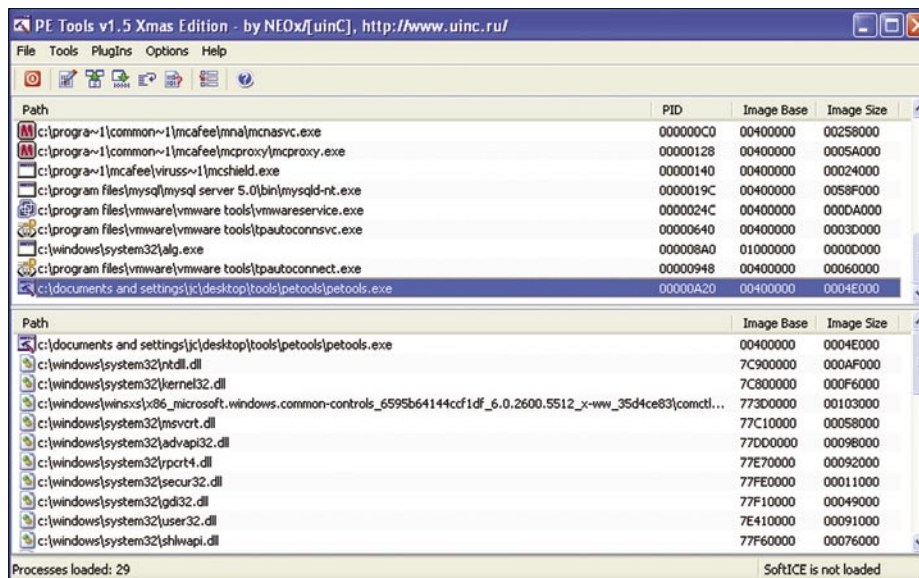 PE Tools v1.5 Xmas Edition - by NEOx/[uinC], http://www.uinc.ru/
File Tools PlugIns Options Help
Path PID Image Base Image Size
c:\progra~1\common~1\mcafee\mna\mcnasvc.exe 000000C0 00400000 00258000
c:\progra~1\common~1\mcafee\mcproxy\mcproxy.exe 00000128 00400000 0005A000
c:\progra~1\mcafee\viruss~1\mcshield.exe 00000140 00400000 00024000
c:\program files\mysql\mysql server 5.0\bin\mysqld-nt.exe 0000019C 00400000 0058F000
c:\program files\vmware\vmware tools\vmwareservice.exe 0000024C 00400000 000DA000
c:\program files\vmware\vmware tools\tpautoconnsvc.exe 00000640 00400000 0003D000
c:\windows\system32\alg.exe 000008A0 01000000 0000D000
c:\program files\vmware\vmware tools\tpautoconnect.exe 00000948 00400000 00060000
c:\documents and settings\jc\desktop\tools\petools\petools.exe 00000A20 00400000 0004E000
Path Image Base Image Size
c:\documents and settings\jc\desktop\tools\petools\petools.exe 00400000 0004E000
c:\windows\system32\ntdll.dll 7C900000 000AF000
c:\windows\system32\kernel32.dll 7C800000 000F6000
c:\windows\winsxs\x86_microsoft.windows.common-controls_6595b64144ccf1df_6.0.2600.5512_x-ww_35d4ce83\comctl... 773D0000 00103000
c:\windows\system32\msvcrt.dll 77C10000 00058000
c:\windows\system32\advapi32.dll 77DD0000 0009B000
c:\windows\system32\rpcrt4.dll 77E70000 00092000
c:\windows\system32\secur32.dll 77FE0000 00011000
c:\windows\system32\gdi32.dll 77F10000 00049000
c:\windows\system32\user32.dll 7E410000 00091000
c:\windows\system32\shlwapi.dll 77F60000 00076000
Processes loaded: 29 SoftICE is not loaded